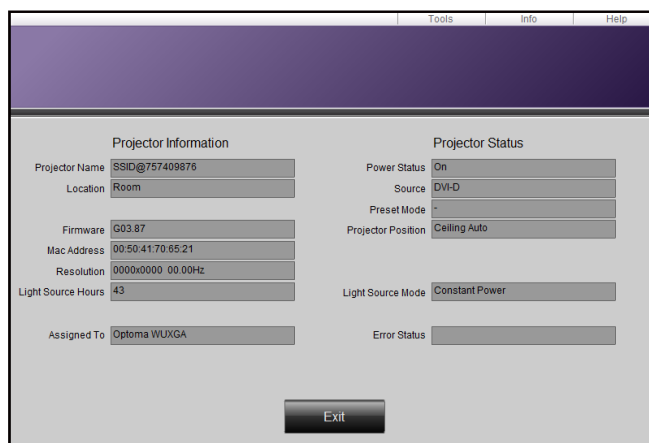 Tools Info Help
Projector Information
Projector Name SSID@757409876
Location Room
Firmware G03.87
Mac Address 00:50:41:70:65:21
Resolution 0000x0000 00.00Hz
Light Source Hours 43
Assigned To Optoma WUXGA
Projector Status
Power Status On
Source DVI-D
Preset Mode -
Projector Position Ceiling Auto
Light Source Mode Constant Power
Error Status
Exit